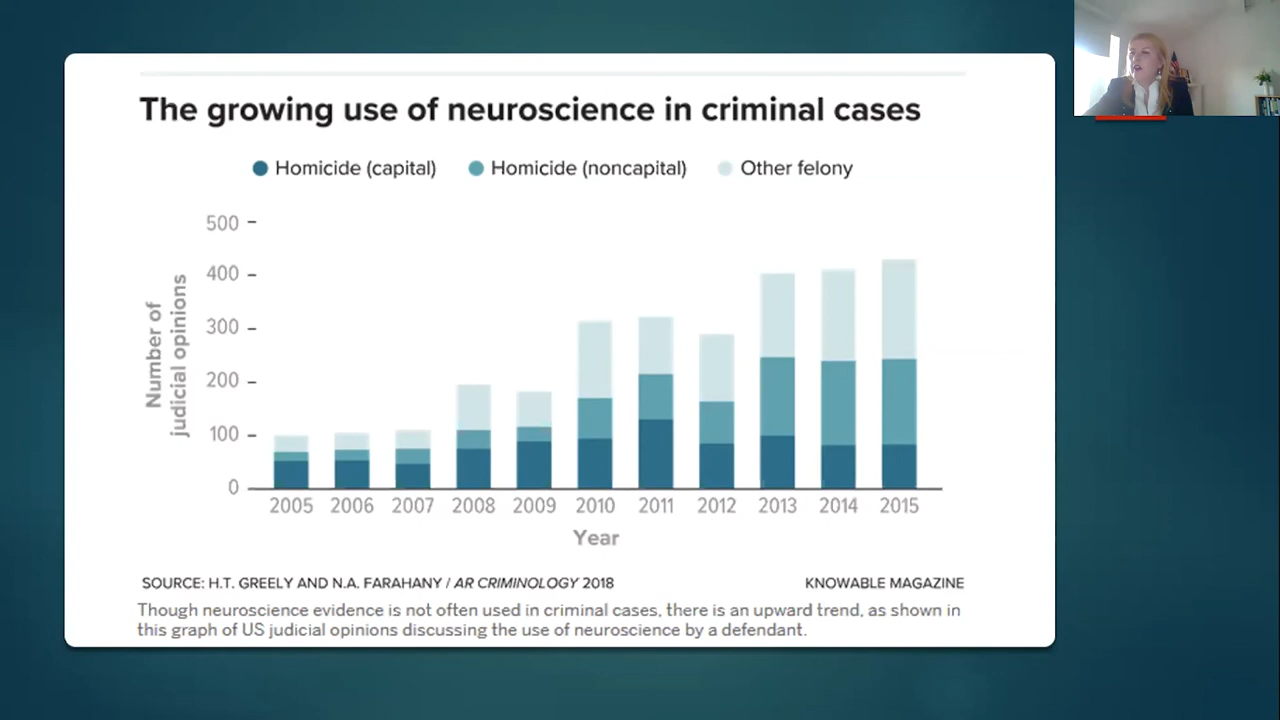 The growing use of neuroscience in criminal cases
Homicide (capital) Homicide (noncapital) Other felony
500
400
300
200
100
0
Number of
judicial opinions
2005 2006 2007 2008 2009 2010 2011 2012 2013 2014 2015
Year
SOURCE: H.T. GREELY AND N.A. FARAHANY / AR CRIMINOLOGY 2018 KNOWABLE MAGAZINE
Though neuroscience evidence is not often used in criminal cases, there is an upward trend, as shown in
this graph of US judicial opinions discussing the use of neuroscience by a defendant.